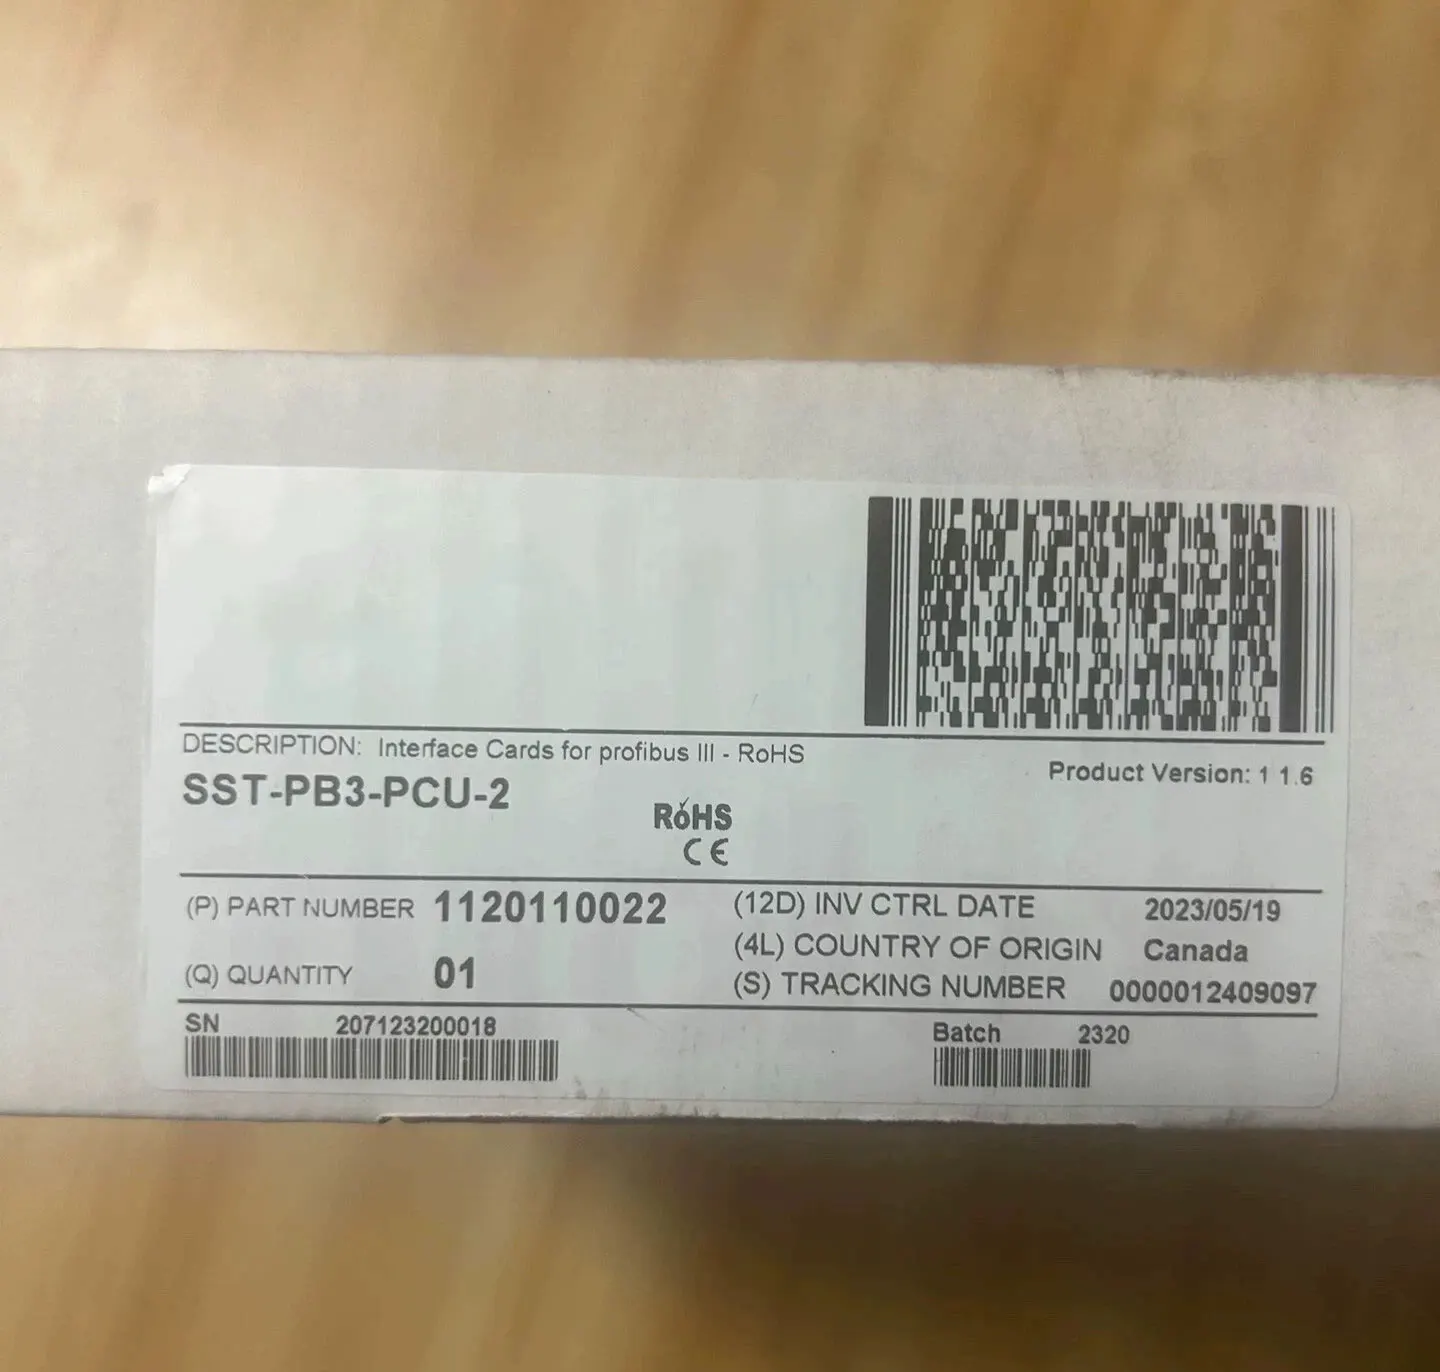 DESCRIPTION: Interface Cards for profibus III - RoHS
SST-PB3-PCU-2
Product Version: 1 1.6
RoHS
CE
(P) PART NUMBER 1120110022
(Q) QUANTITY 01
(12D) INV CTRL DATE 2023/05/19
(4L) COUNTRY OF ORIGIN Canada
(S) TRACKING NUMBER 0000012409097
SN 207123200018
Batch 2320